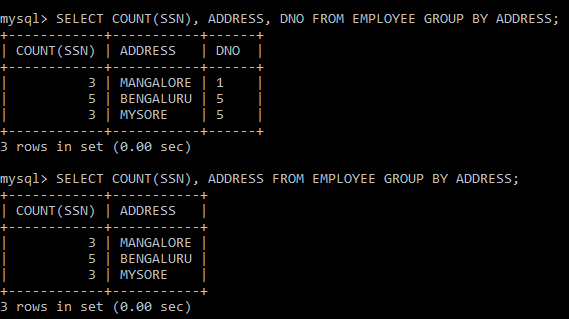 mysql> SELECT COUNT(SSN), ADDRESS, DNO FROM EMPLOYEE GROUP BY ADDRESS;
+------------+-----------+------+
| COUNT(SSN) | ADDRESS   | DNO  |
+------------+-----------+------+
|          3 | MANGALORE | 1    |
|          5 | BENGALURU | 5    |
|          3 | MYSORE    | 5    |
+------------+-----------+------+
3 rows in set (0.00 sec)

mysql> SELECT COUNT(SSN), ADDRESS FROM EMPLOYEE GROUP BY ADDRESS;
+------------+-----------+
| COUNT(SSN) | ADDRESS   |
+------------+-----------+
|          3 | MANGALORE |
|          5 | BENGALURU |
|          3 | MYSORE    |
+------------+-----------+
3 rows in set (0.00 sec)